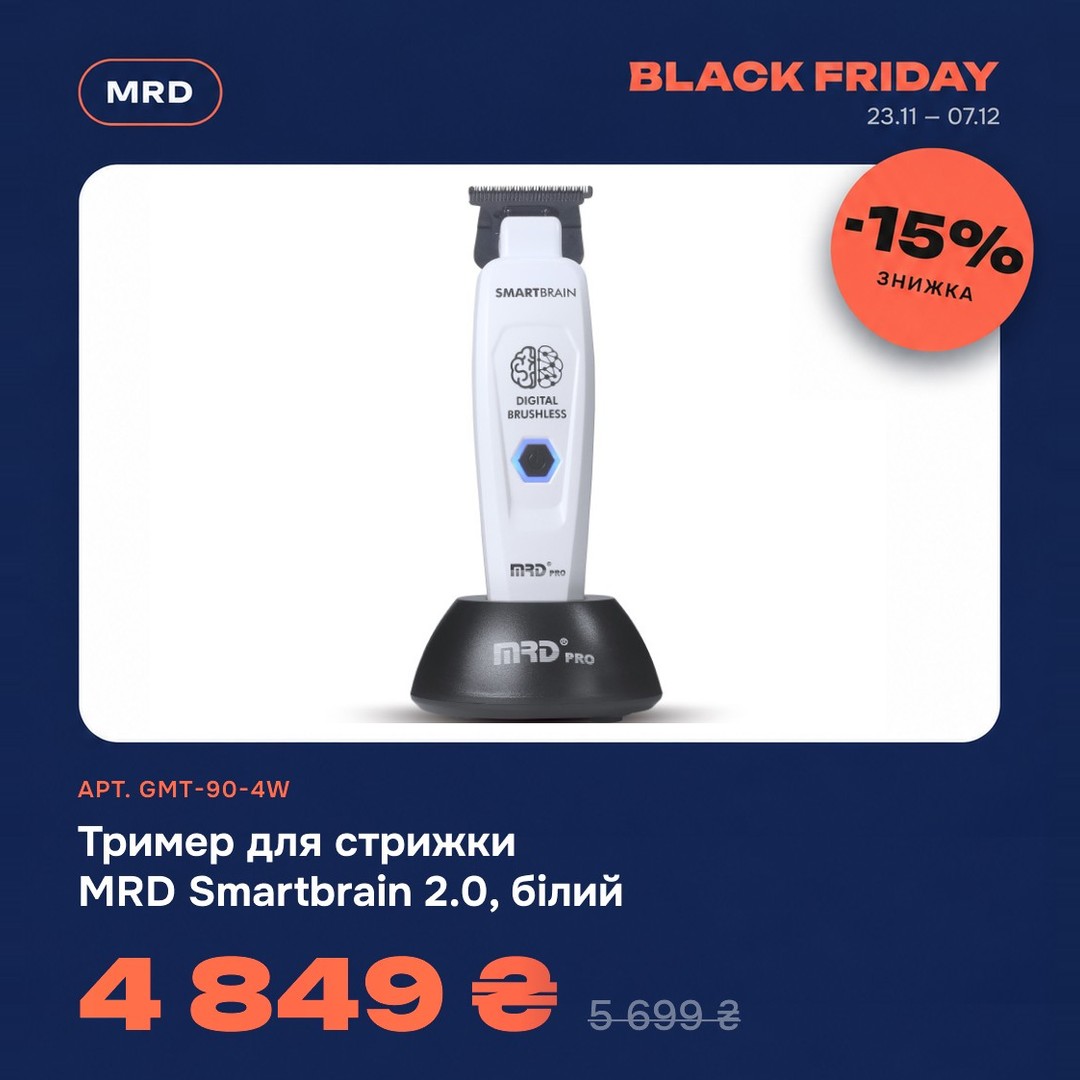 MRD
BLACK FRIDAY
23.11 – 07.12
-15%
ЗНИЖКА
SMARTBRAIN
DIGITAL
BRUSHLESS
MRD® PRO
MRD® PRO
АРТ. GMT-90-4W
Тример для стрижки
MRD Smartbrain 2.0, білий
4 849 ₴
5 699 ₴